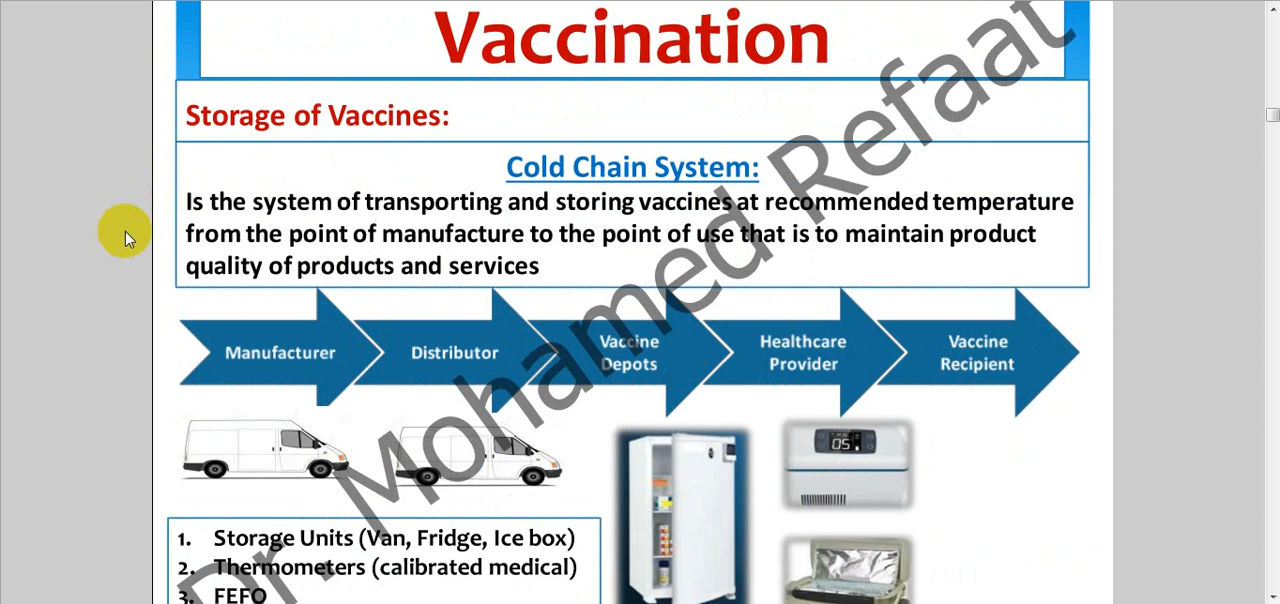 Vaccination
Storage of Vaccines:
Cold Chain System:
Is the system of transporting and storing vaccines at recommended temperature
from the point of manufacture to the point of use that is to maintain product
quality of products and services
Manufacturer
Distributor
Vaccine
Depots
Healthcare
Provider
Vaccine
Recipient
05
1. Storage Units (Van, Fridge, Ice box)
2. Thermometers (calibrated medical)
3. FEFO
Dr. Mohamed Refaat